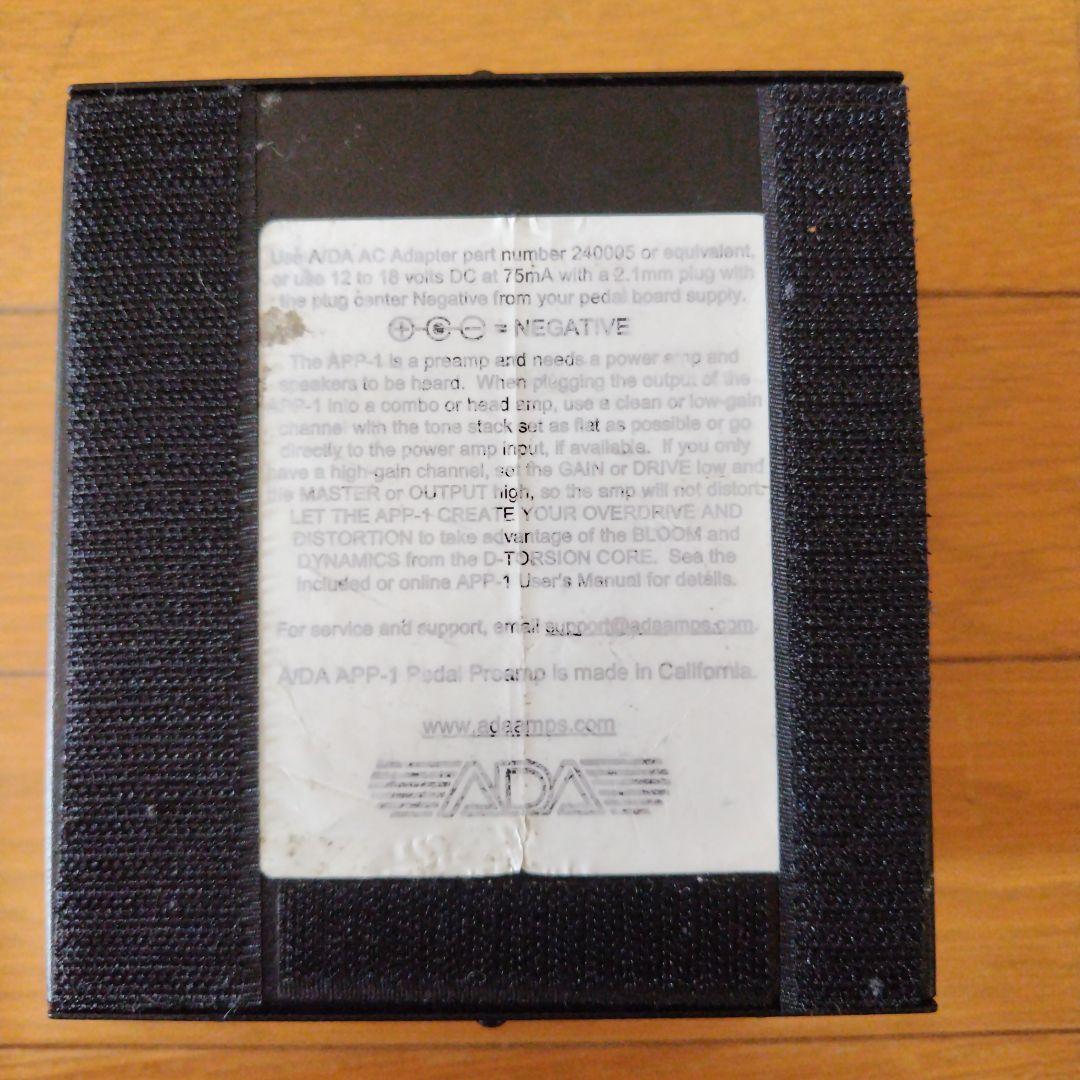 Use A/DA AC Adapter part number 240005 or equivalent,
or use 12 to 18 volts DC at 75mA with a 2.1mm plug with
the plug center Negative from your pedal board supply.
= NEGATIVE
The APP-1 is a preamp and needs a power amp and
speakers to be heard. When plugging the output of the
APP-1 into a combo or head amp, use a clean or low-gain
channel with the tone stack set as flat as possible or go
directly to the power amp input, if available. If you only
have a high-gain channel, set the GAIN or DRIVE low and
the MASTER or OUTPUT high, so the amp will not distort.
LET THE APP-1 CREATE YOUR OVERDRIVE AND
DISTORTION to take advantage of the BLOOM and
DYNAMICS from the D-TORSION CORE. See the
included or online APP-1 User's Manual for details.
For service and support, email support@adaamps.com.
A/DA APP-1 Pedal Preamp is made in California.
www.adaamps.com
A/DA